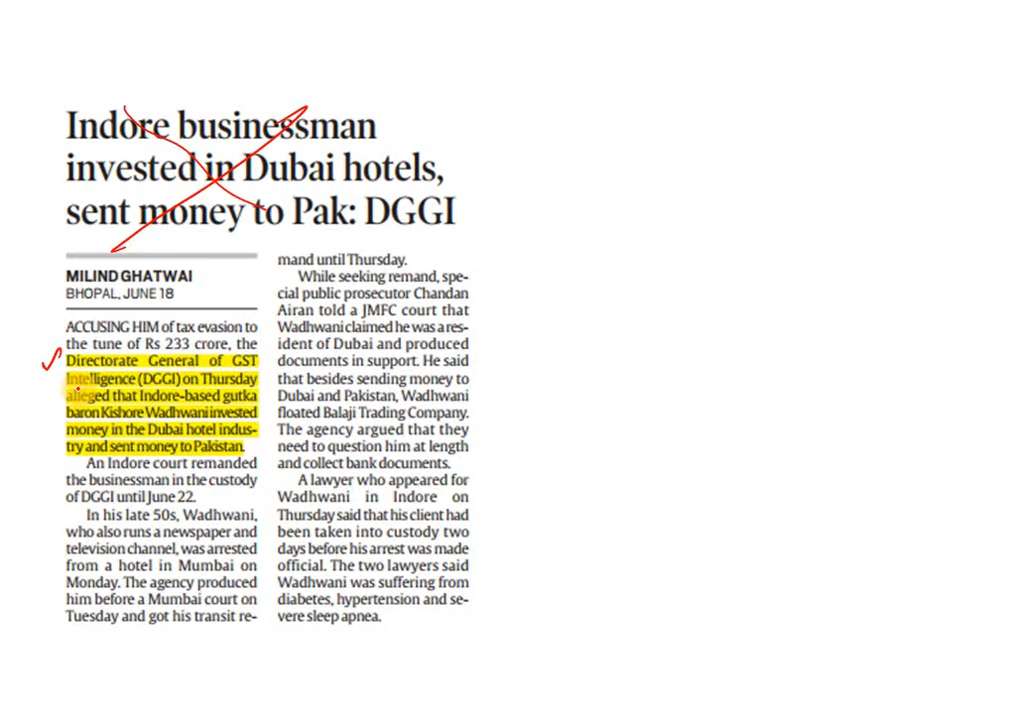 Indore businessman
invested in Dubai hotels,
sent money to Pak: DGGI
MILIND GHATWAI
BHOPAL, JUNE 18
ACCUSING HIM of tax evasion to
the tune of Rs 233 crore, the
Directorate General of GST
Intelligence (DGGI) on Thursday
alleged that Indore-based gutka
baron Kishore Wadhwani invested
money in the Dubai hotel indus-
try and sent money to Pakistan.
An Indore court remanded
the businessman in the custody
of DGGI until June 22.
In his late 50s, Wadhwani,
who also runs a newspaper and
television channel, was arrested
from a hotel in Mumbai on
Monday. The agency produced
him before a Mumbai court on
Tuesday and got his transit re-
mand until Thursday.
While seeking remand, spe-
cial public prosecutor Chandan
Airan told a JMFC court that
Wadhwani claimed he was a res-
ident of Dubai and produced
documents in support. He said
that besides sending money to
Dubai and Pakistan, Wadhwani
floated Balaji Trading Company.
The agency argued that they
need to question him at length
and collect bank documents.
A lawyer who appeared for
Wadhwani in Indore on
Thursday said that his client had
been taken into custody two
days before his arrest was made
official. The two lawyers said
Wadhwani was suffering from
diabetes, hypertension and se-
vere sleep apnea.